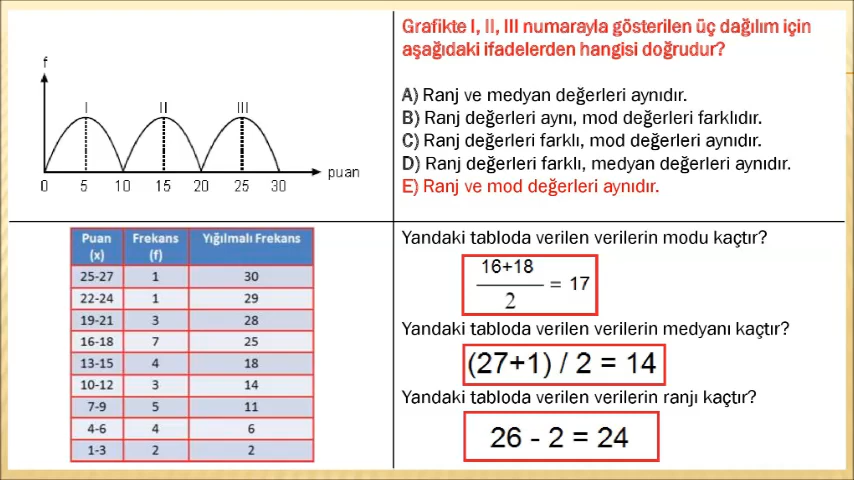 Grafikte I, II, III numarayla gösterilen üç dağılım için
aşağıdaki ifadelerden hangisi doğrudur?
f
I II III
puan
0 5 10 15 20 25 30
A) Ranj ve medyan değerleri aynıdır.
B) Ranj değerleri aynı, mod değerleri farklıdır.
C) Ranj değerleri farklı, mod değerleri aynıdır.
D) Ranj değerleri farklı, medyan değerleri aynıdır.
E) Ranj ve mod değerleri aynıdır.
Puan (x) Frekans (f) Yığılmalı Frekans
25-27 1 30
22-24 1 29
19-21 3 28
16-18 7 25
13-15 4 18
10-12 3 14
7-9 5 11
4-6 4 6
1-3 2 2
Yandaki tabloda verilen verilerin modu kaçtır?
16+18
2
= 17
Yandaki tabloda verilen verilerin medyanı kaçtır?
(27+1) / 2 = 14
Yandaki tabloda verilen verilerin ranjı kaçtır?
26 - 2 = 24